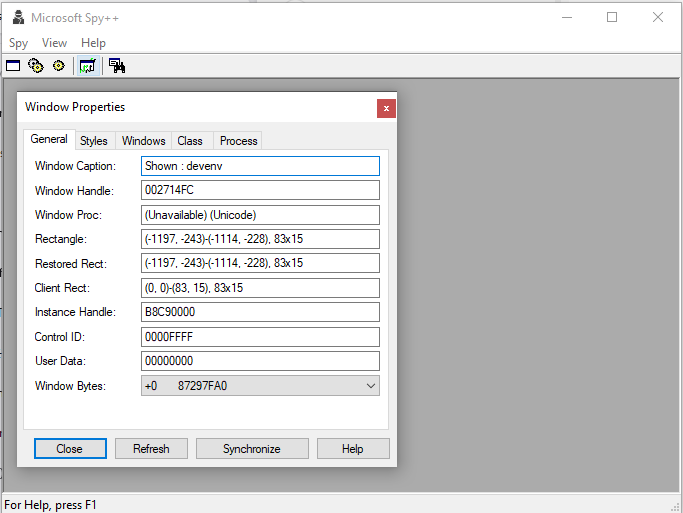 Microsoft Spy++
Spy View Help
Window Properties
x
General Styles Windows Class Process
Window Caption: Shown : devenv
Window Handle: 002714FC
Window Proc: (Unavailable) (Unicode)
Rectangle: (-1197, -243)-(-1114, -228), 83x15
Restored Rect: (-1197, -243)-(-1114, -228), 83x15
Client Rect: (0, 0)-(83, 15), 83x15
Instance Handle: B8C90000
Control ID: 0000FFFF
User Data: 00000000
Window Bytes: +0 87297FA0
Close Refresh Synchronize Help
For Help, press F1